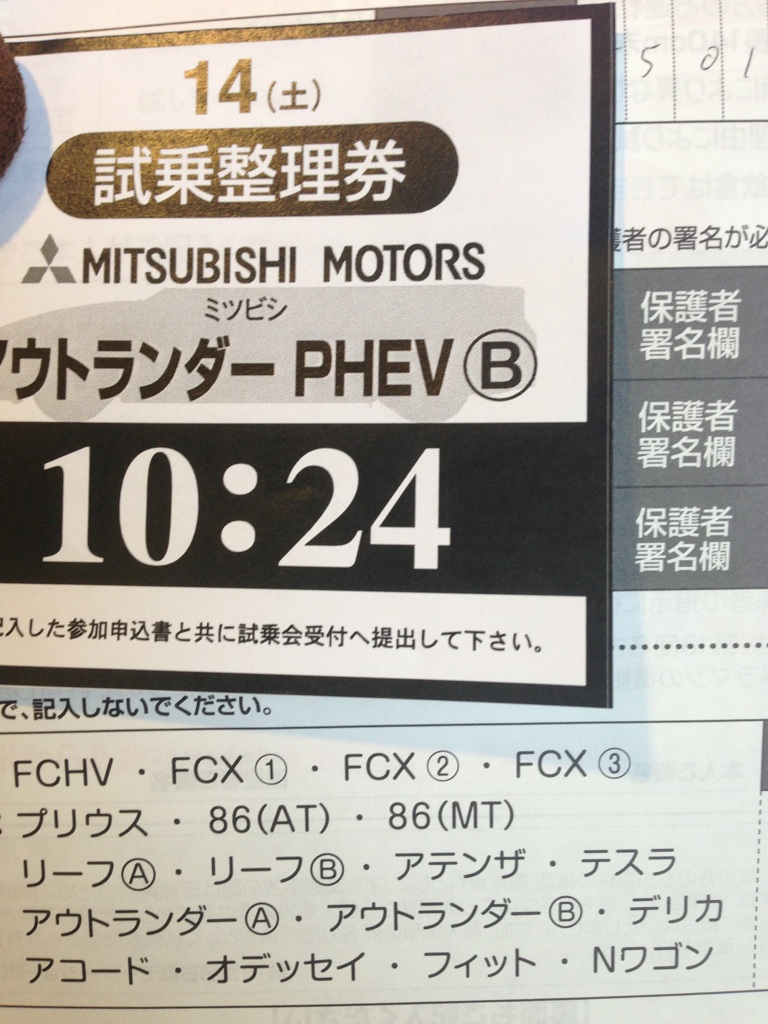 14(土)
試乗整理券
MITSUBISHI MOTORS
ミツビシ
アウトランダー PHEV Ⓑ
10:24
記入した参加申込書と共に試乗会受付へ提出して下さい。
で、記入しないでください。
FCHV ・ FCX ① ・ FCX ② ・ FCX ③
プリウス ・ 86(AT) ・ 86(MT)
リーフⒶ ・ リーフⒷ ・ アテンザ ・ テスラ
アウトランダーⒶ ・ アウトランダーⒷ ・ デリカ
アコード ・ オデッセイ ・ フィット ・ Nワゴン
5 0 1
護者の署名が必
保護者
署名欄
保護者
署名欄
保護者
署名欄